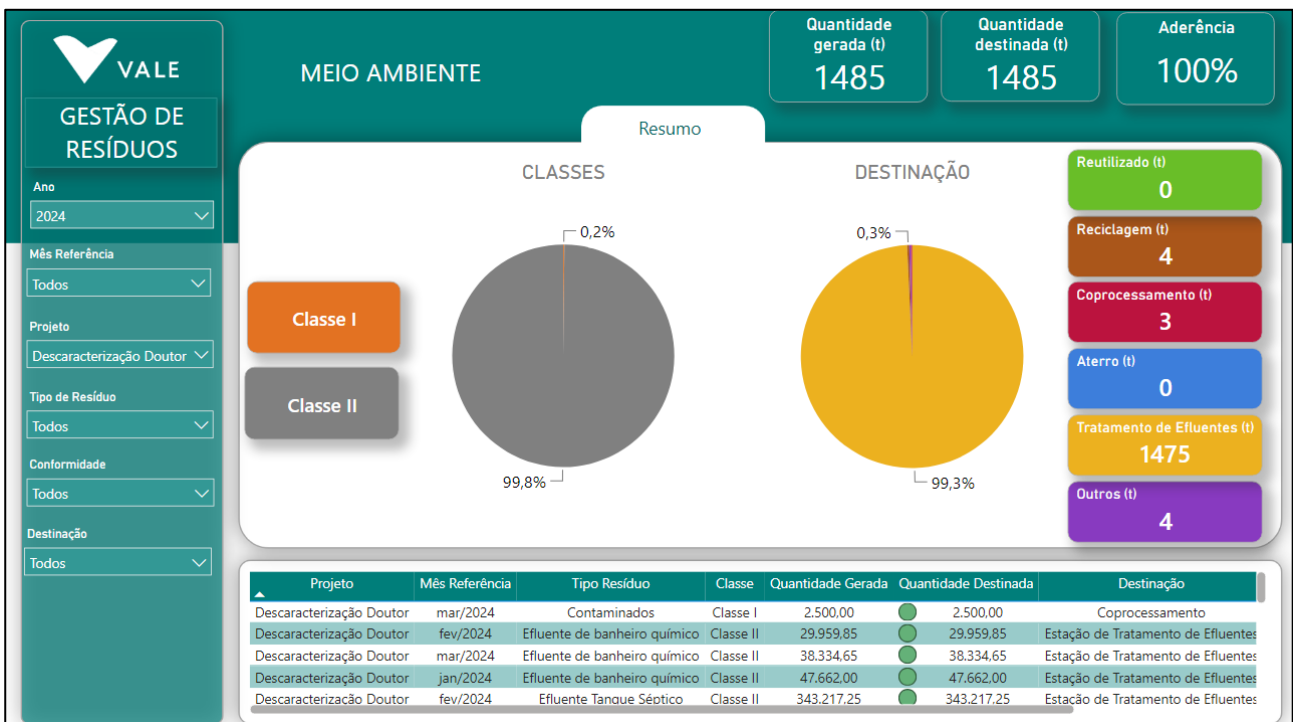 VALE
GESTÃO DE
RESÍDUOS
Ano
2024
Mês Referência
Todos
Projeto
Descaracterização Doutor
Tipo de Resíduo
Todos
Conformidade
Todos
Destinação
Todos
MEIO AMBIENTE
Quantidade
gerada (t)
1485
Quantidade
destinada (t)
1485
Aderência
100%
Resumo
CLASSES
Classe I
Classe II
0,2%
99,8%
DESTINAÇÃO
0,3%
99,3%
Reutilizado (t)
0
Reciclagem (t)
4
Coprocessamento (t)
3
Aterro (t)
0
Tratamento de Efluentes (t)
1475
Outros (t)
4
Projeto Mês Referência Tipo Resíduo Classe Quantidade Gerada Quantidade Destinada Destinação
Descaracterização Doutor mar/2024 Contaminados Classe I 2.500,00 2.500,00 Coprocessamento
Descaracterização Doutor fev/2024 Efluente de banheiro químico Classe II 29.959,85 29.959,85 Estação de Tratamento de Efluentes
Descaracterização Doutor mar/2024 Efluente de banheiro químico Classe II 38.334,65 38.334,65 Estação de Tratamento de Efluentes
Descaracterização Doutor jan/2024 Efluente de banheiro químico Classe II 47.662,00 47.662,00 Estação de Tratamento de Efluentes
Descaracterização Doutor fev/2024 Efluente Tanque Séptico Classe II 343.217,25 343.217,25 Estação de Tratamento de Efluentes